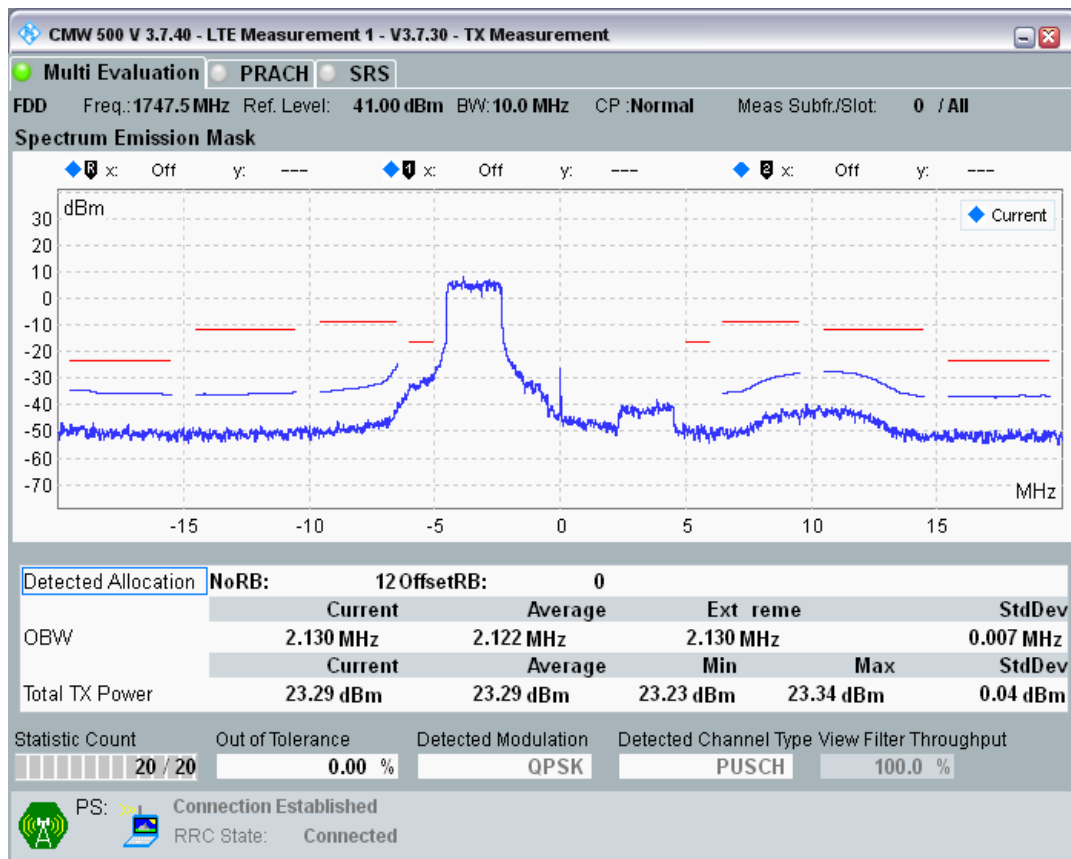 CMW 500 V 3.7.40 - LTE Measurement 1 - V3.7.30 - TX Measurement
Multi Evaluation PRACH SRS
FDD Freq.: 1747.5 MHz Ref. Level: 41.00 dBm BW: 10.0 MHz CP : Normal Meas Subfr./Slot: 0 / All
Spectrum Emission Mask
R x: Off y: --- 1 x: Off y: --- 2 x: Off y: ---
dBm
Current
30
20
10
0
-10
-20
-30
-40
-50
-60
-70
MHz
-15 -10 -5 0 5 10 15
Detected Allocation NoRB: 12 OffsetRB: 0
Current Average Ext reme StdDev
OBW 2.130 MHz 2.122 MHz 2.130 MHz 0.007 MHz
Current Average Min Max StdDev
Total TX Power 23.29 dBm 23.29 dBm 23.23 dBm 23.34 dBm 0.04 dBm
Statistic Count Out of Tolerance Detected Modulation Detected Channel Type View Filter Throughput
20 / 20 0.00 % QPSK PUSCH 100.0 %
PS: Connection Established
RRC State: Connected